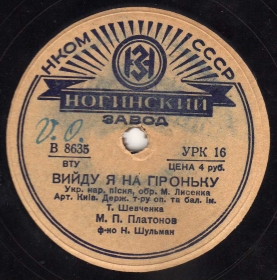 НКОМ СССР
НОГИНСКИЙ
ЗАВОД
V. O.
В 8635 УРК 16
ВТУ ЦЕНА 4 руб.
ВИЙДУ Я НА ГІРОНЬКУ
Укр. нар. пісня, обр. М. Лисенка
Арт. Київ. Держ. т-ру оп. та бал. ім.
Т. Шевченка
М. П. Платонов
ф-но Н. Шульман